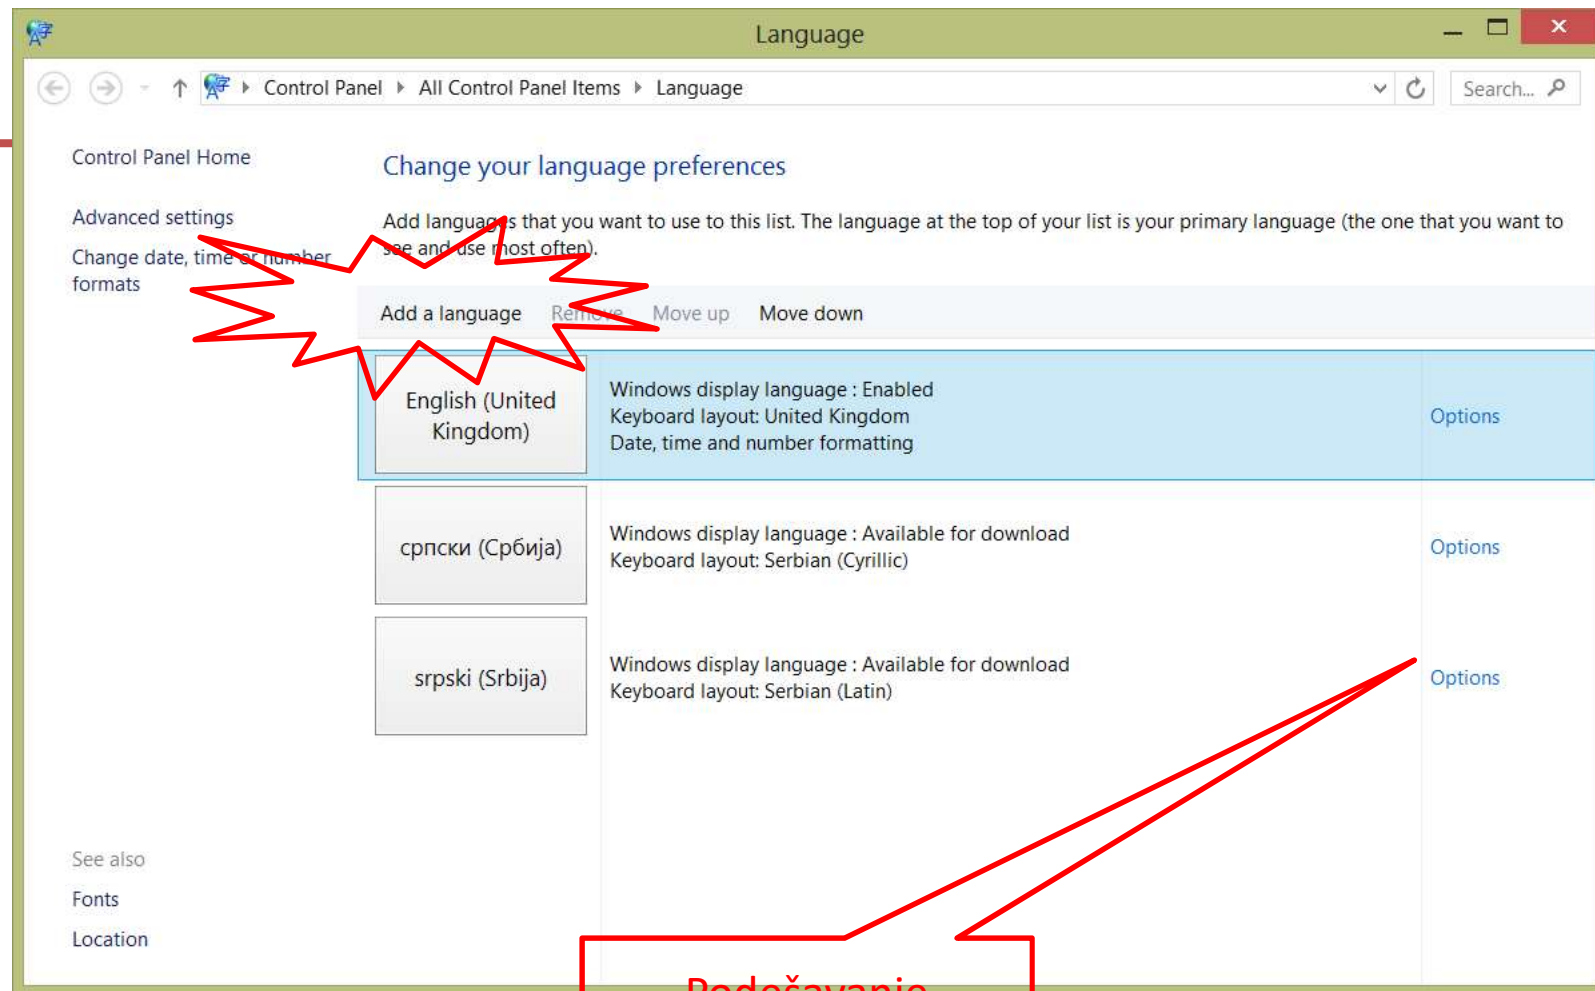 Language
Control Panel
All Control Panel Items
Language
Search...
Control Panel Home
Advanced settings
Change date, time or number
formats
Change your language preferences
Add languages that you want to use to this list. The language at the top of your list is your primary language (the one that you want to
see and use most often).
Add a language
Remove
Move up
Move down
English (United
Kingdom)
Windows display language : Enabled
Keyboard layout: United Kingdom
Date, time and number formatting
Options
српски (Србија)
Windows display language : Available for download
Keyboard layout: Serbian (Cyrillic)
Options
srpski (Srbija)
Windows display language : Available for download
Keyboard layout: Serbian (Latin)
Options
See also
Fonts
Location
Podešavanje